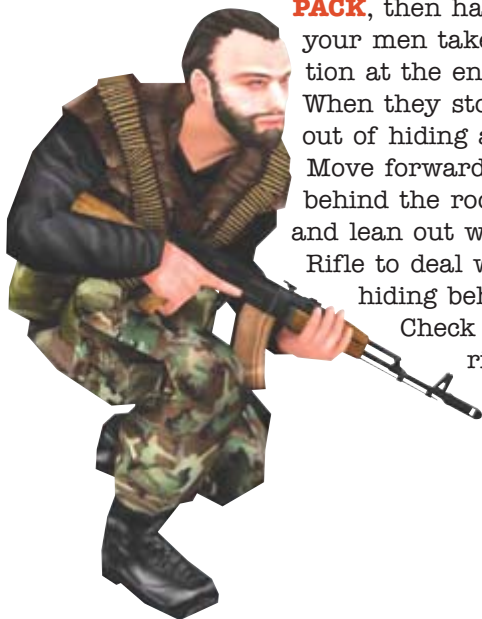 PACK, then ha
your men take
tion at the en
When they sto
out of hiding a
Move forward
behind the roc
and lean out w
Rifle to deal w
hiding beh
Check
r